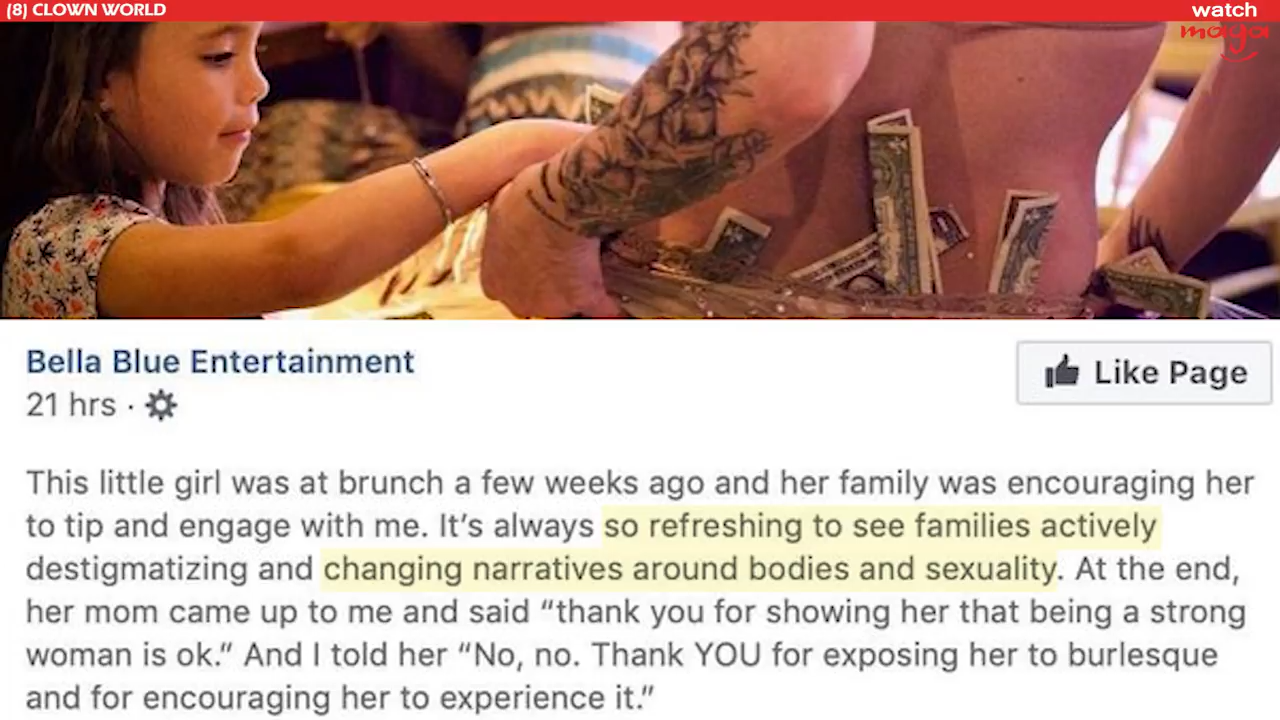 (8) CLOWN WORLD
watch
maga
Bella Blue Entertainment
21 hrs ·
Like Page
This little girl was at brunch a few weeks ago and her family was encouraging her
to tip and engage with me. It’s always so refreshing to see families actively
destigmatizing and changing narratives around bodies and sexuality. At the end,
her mom came up to me and said “thank you for showing her that being a strong
woman is ok.” And I told her “No, no. Thank YOU for exposing her to burlesque
and for encouraging her to experience it.”